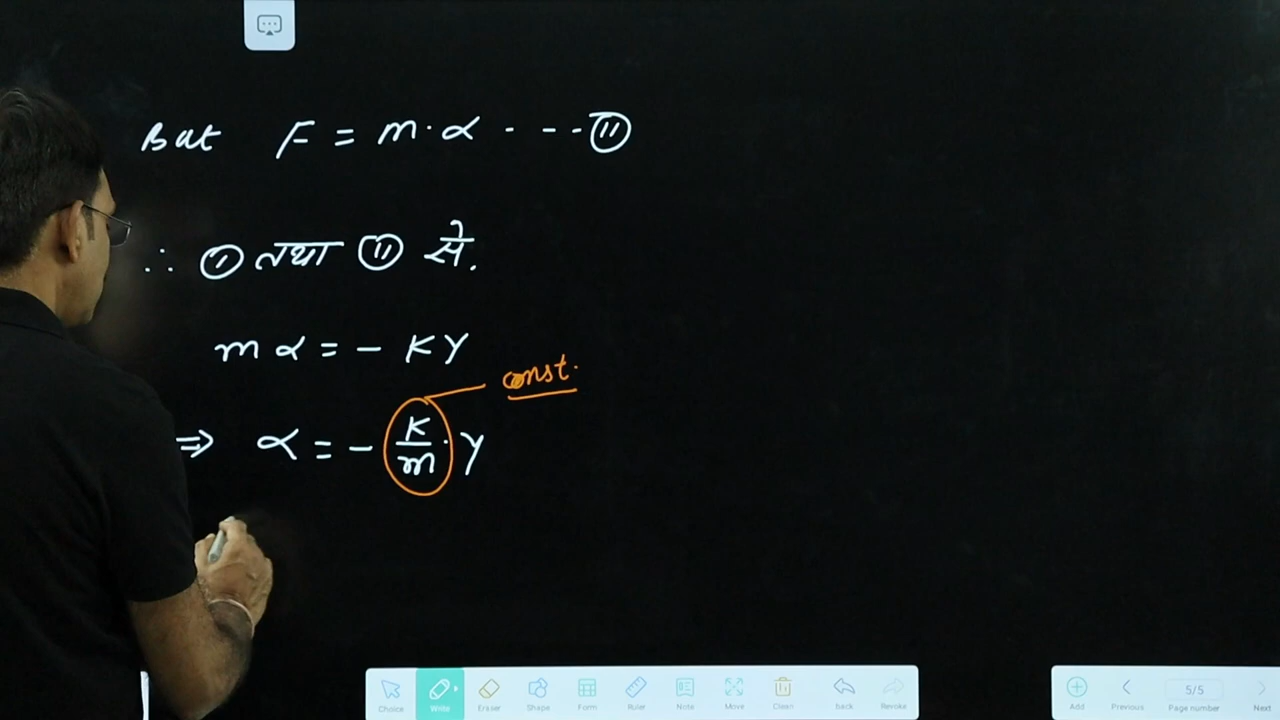 But F = m·α - - - (II)
∴ (I) तथा (II) से.
mα = - KY
const.
⇒ α = - K/m · Y
Choice Write Eraser Shape Form Ruler Note Move Clean back Revoke Add Previous 5/5 Page number Next